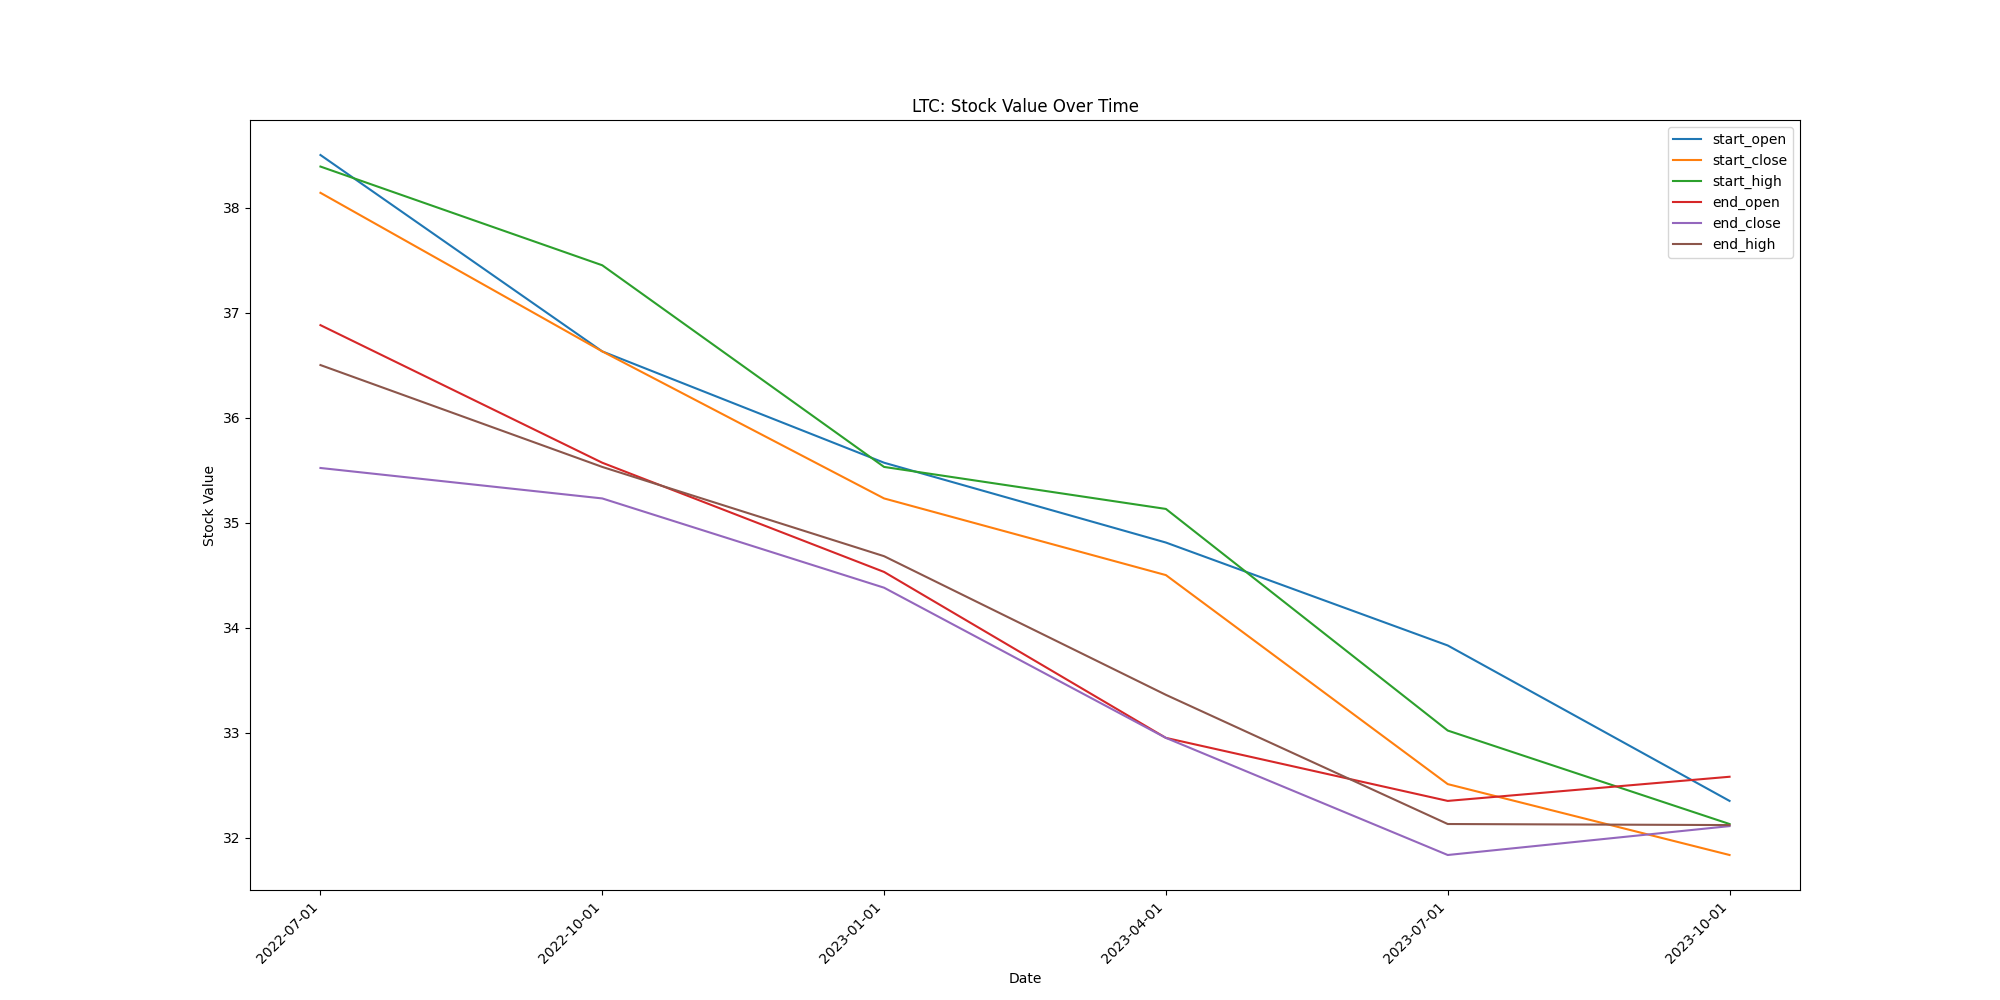 LTC: Stock Value Over Time
start_open
start_close
start_high
end_open
end_close
end_high
Stock Value
38
37
36
35
34
33
32
2022-07-01
2022-10-01
2023-01-01
2023-04-01
2023-07-01
2023-10-01
Date